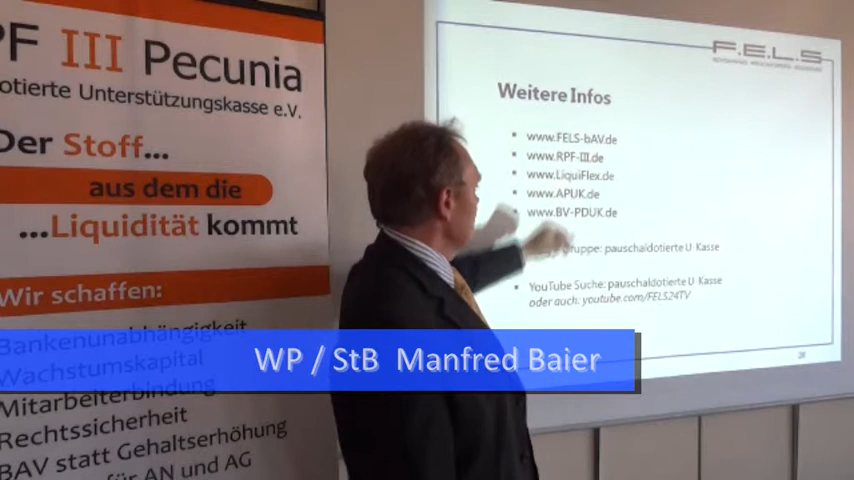 PF III Pecunia
otierte Unterstützungskasse e.V.
Der Stoff...
aus dem die
...Liquidität kommt
Wir schaffen:
Bankenunabhängigkeit
Wachstumskapital
Mitarbeiterbindung
Rechtssicherheit
BAV statt Gehaltserhöhung
für AN und AG
F.E.L.S
Weitere Infos
▪ www.FELS-bAV.de
▪ www.RPF-III.de
▪ www.LiquiFlex.de
▪ www.APUK.de
▪ www.BV-PDUK.de
gruppe: pauschaldotierte U-Kasse
▪ YouTube Suche: pauschaldotierte U-Kasse
oder auch: youtube.com/FELS24TV
WP / StB Manfred Baier